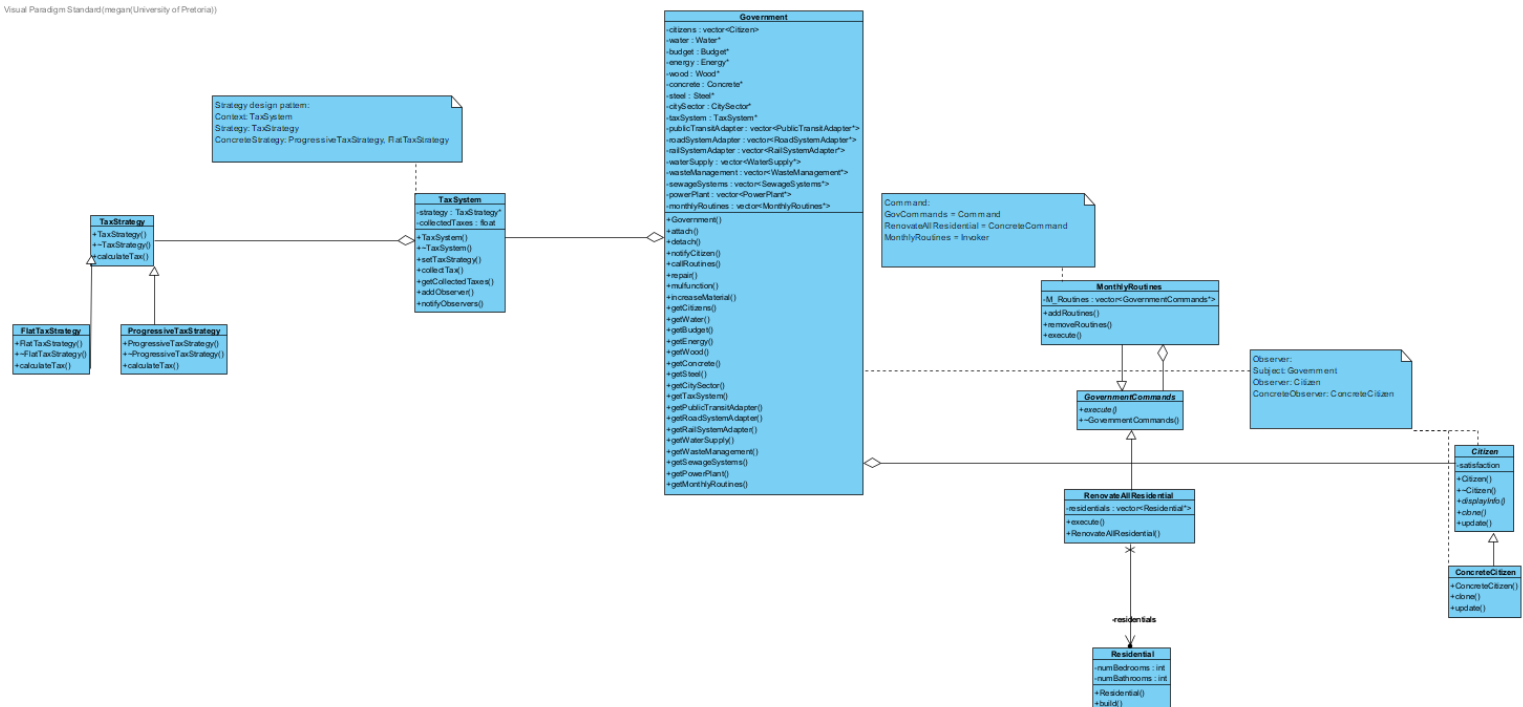 Visual Paradigm Standard(megan(University of Pretoria))
Government
-citizens : vector<Citizen>
-water : Water*
-budget : Budget*
-energy : Energy*
-wood : Wood*
-concrete : Concrete*
-steel : Steel*
-citySector : CitySector*
-taxSystem : TaxSystem*
-publicTransitAdapter : vector<PublicTransitAdapter*>
-roadSystemAdapter : vector<RoadSystemAdapter*>
-railSystemAdapter : vector<RailSystemAdapter*>
-waterSupply : vector<WaterSupply*>
-wasteManagement : vector<WasteManagement*>
-sewageSystems : vector<SewageSystems*>
-powerPlant : vector<PowerPlant*>
-monthlyRoutines : vector<MonthlyRoutines*>
+Government()
+attach()
+detach()
+notifyCitizen()
+callRoutines()
+repair()
+mulfunction()
+increaseMaterial()
+getCitizens()
+getWater()
+getBudget()
+getEnergy()
+getWood()
+getConcrete()
+getSteel()
+getCitySector()
+getTaxSystem()
+getPublicTransitAdapter()
+getRoadSystemAdapter()
+getRailSystemAdapter()
+getWaterSupply()
+getWasteManagement()
+getSewageSystems()
+getPowerPlant()
+getMonthlyRoutines()
Strategy design pattern:
Context: TaxSystem
Strategy: TaxStrategy
ConcreteStrategy: ProgressiveTaxStrategy, FlatTaxStrategy
TaxSystem
-strategy : TaxStrategy*
-collectedTaxes : float
+TaxSystem()
+~TaxSystem()
+setTaxStrategy()
+collectTax()
+getCollectedTaxes()
+addObserver()
+notifyObservers()
TaxStrategy
+TaxStrategy()
+~TaxStrategy()
+calculateTax()
FlatTaxStrategy
+FlatTaxStrategy()
+~FlatTaxStrategy()
+calculateTax()
ProgressiveTaxStrategy
+ProgressiveTaxStrategy()
+~ProgressiveTaxStrategy()
+calculateTax()
Command:
GovCommands = Command
RenovateAllResidential = ConcreteCommand
MonthlyRoutines = Invoker
MonthlyRoutines
-M_Routines : vector<GovernmentCommands*>
+addRoutines()
+removeRoutines()
+execute()
Observer:
Subject: Government
Observer: Citizen
ConcreteObserver: ConcreteCitizen
GovernmentCommands
+execute()
+~GovernmentCommands()
Citizen
-satisfaction
+Citizen()
+~Citizen()
+displayInfo()
+clone()
+update()
RenovateAllResidential
-residentials : vector<Residential*>
+execute()
+RenovateAllResidential()
ConcreteCitizen
+ConcreteCitizen()
+clone()
+update()
-residentials
Residential
-numBedrooms : int
-numBathrooms : int
+Residential()
+build()